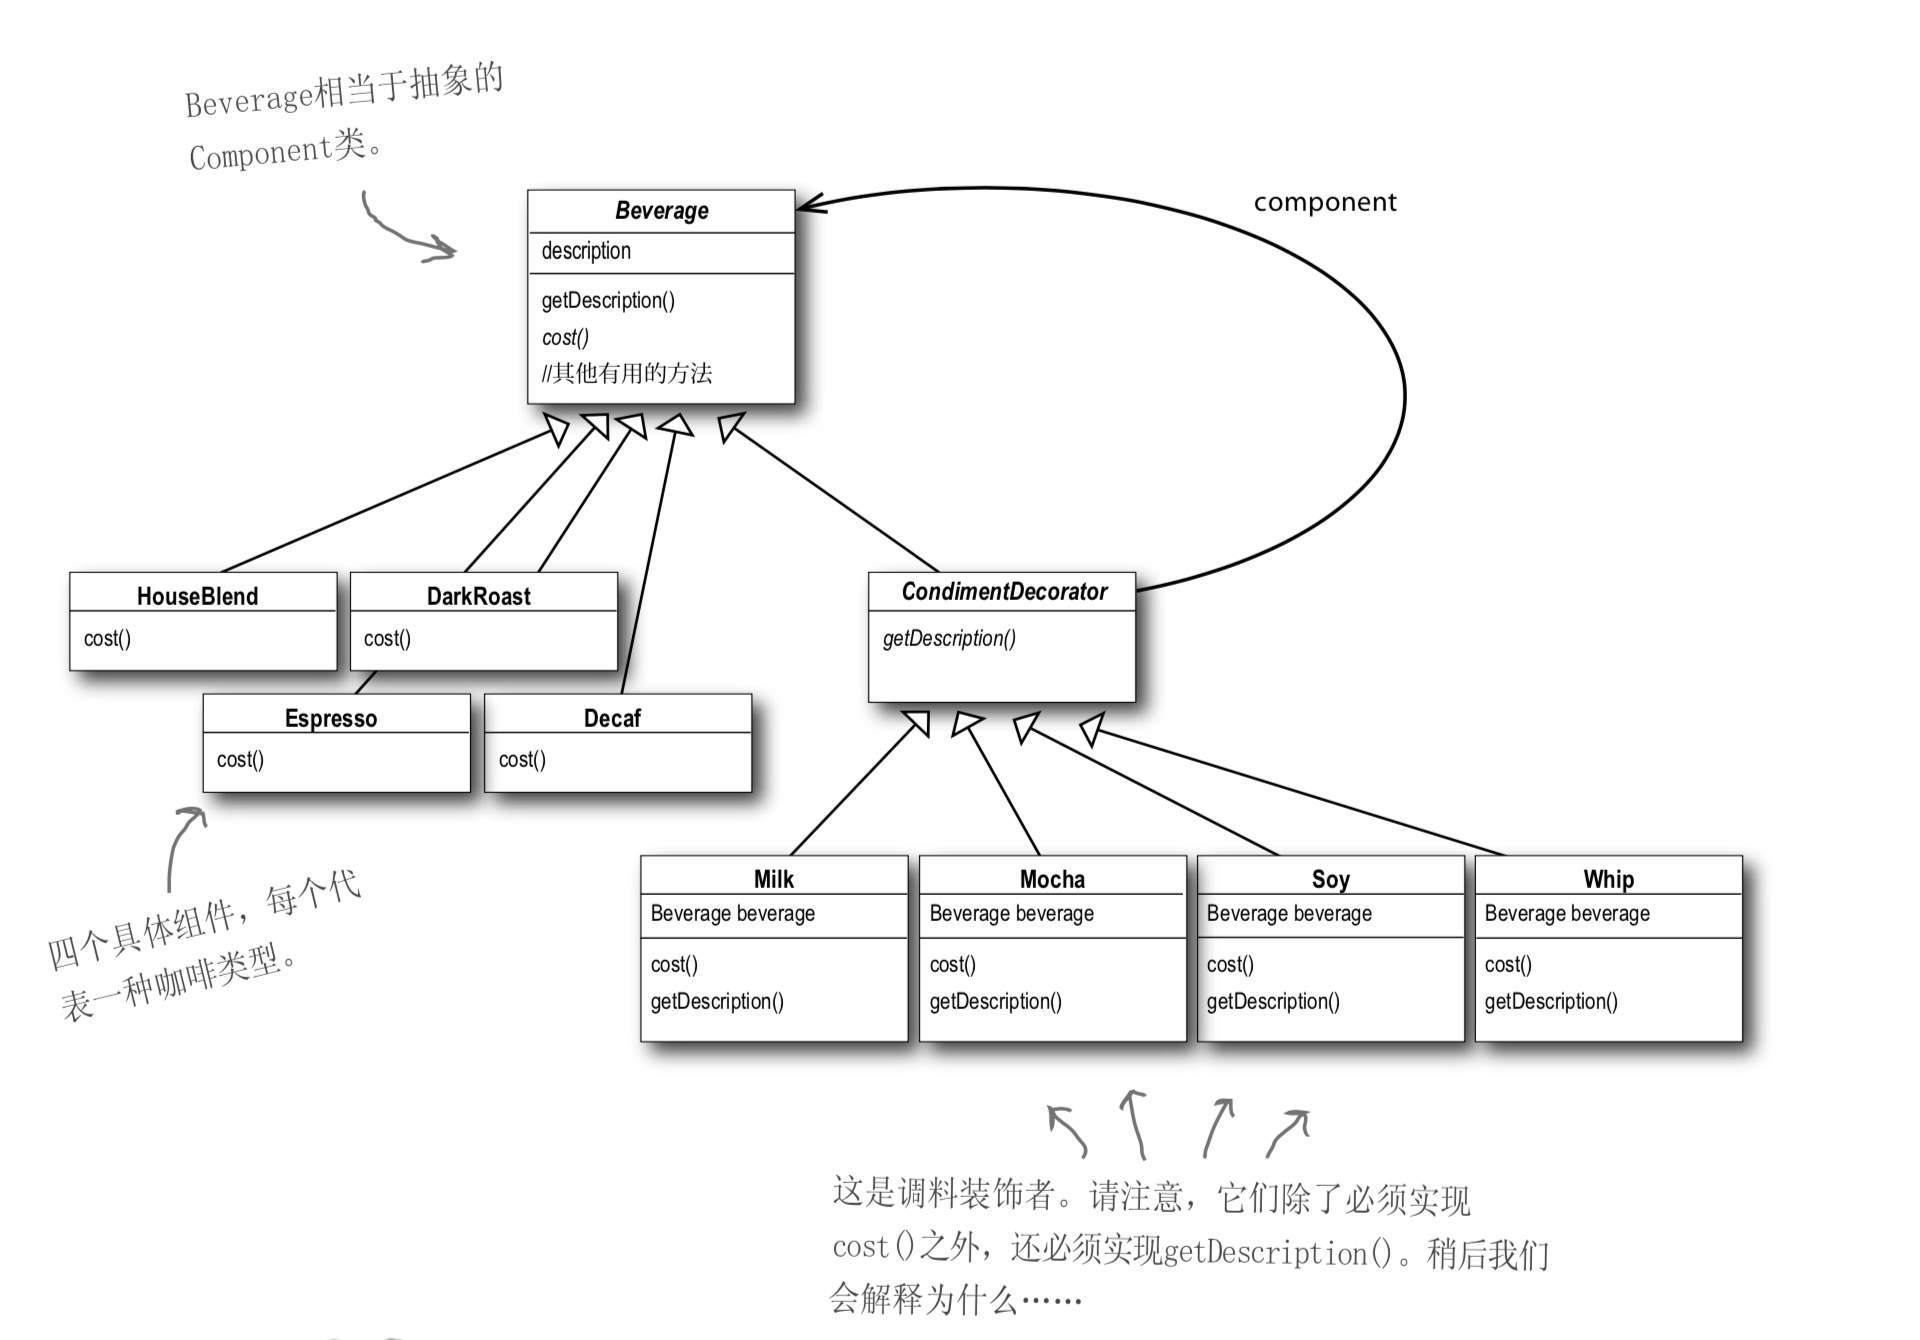 Beverage相当于抽象的
Component类。
component
Beverage
description
getDescription()
cost()
//其他有用的方法
HouseBlend
cost()
DarkRoast
cost()
CondimentDecorator
getDescription()
Espresso
cost()
Decaf
cost()
四个具体组件，每个代
表一种咖啡类型。
Milk
Beverage beverage
cost()
getDescription()
Mocha
Beverage beverage
cost()
getDescription()
Soy
Beverage beverage
cost()
getDescription()
Whip
Beverage beverage
cost()
getDescription()
这是调料装饰者。请注意，它们除了必须实现
cost()之外，还必须实现getDescription()。稍后我们
会解释为什么……